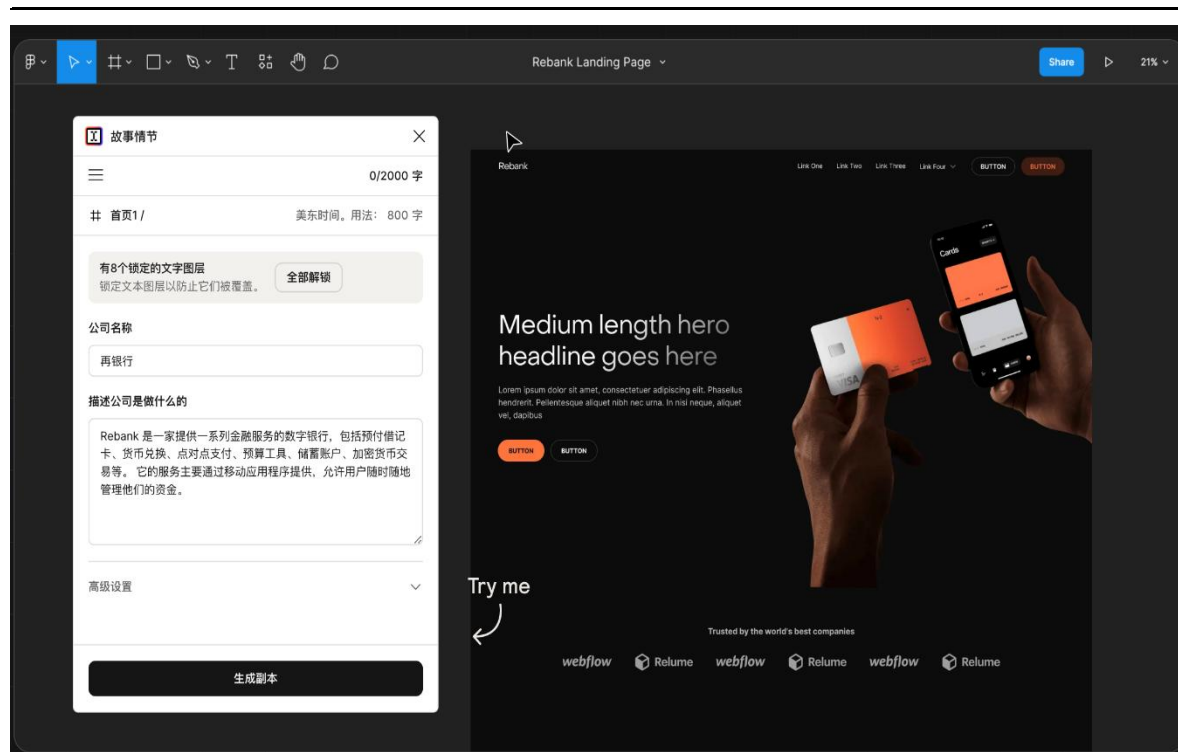 Rebank Landing Page
Share
21%
故事情节
0/2000 字
首页1 /
美东时间。用法： 800 字
有8个锁定的文字图层
锁定文本图层以防止它们被覆盖。
全部解锁
公司名称
再银行
描述公司是做什么的
Rebank 是一家提供一系列金融服务的数字银行，包括预付借记
卡、货币兑换、点对点支付、预算工具、储蓄账户、加密货币交
易等。 它的服务主要通过移动应用程序提供，允许用户随时随地
管理他们的资金。
高级设置
生成副本
Try me
Rebank
Link One
Link Two
Link Three
Link Four
BUTTON
BUTTON
Medium length hero
headline goes here
Lorem ipsum dolor sit amet, consectetuer adipiscing elit. Phasellus
hendrerit. Pellentesque aliquet nibh nec urna. In nisi neque, aliquet
vel, dapibus
BUTTON
BUTTON
Cards
VISA
Trusted by the world's best companies
webflow
Relume
webflow
Relume
webflow
Relume